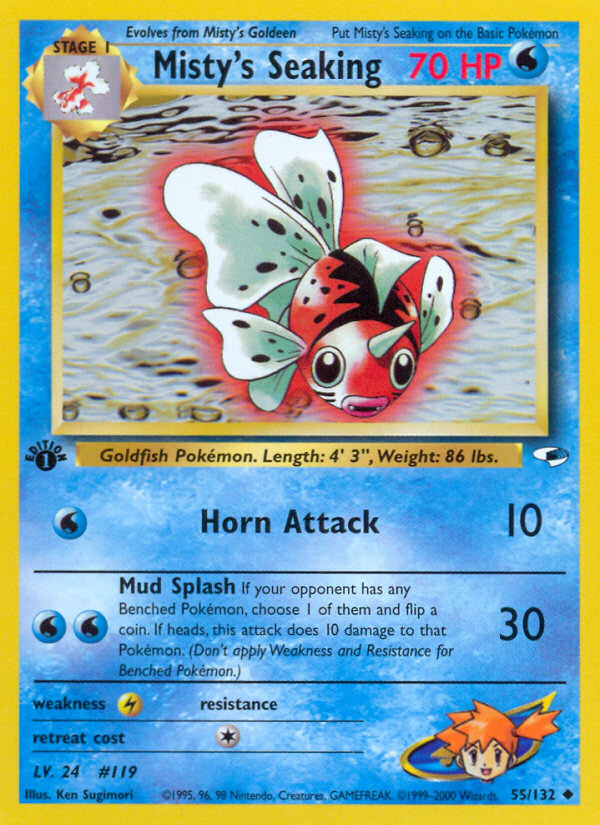 Evolves from Misty's Goldeen Put Misty's Seaking on the Basic Pokémon
STAGE 1
Misty's Seaking 70 HP
EDITION
1
Goldfish Pokémon. Length: 4' 3", Weight: 86 lbs.
Horn Attack 10
Mud Splash If your opponent has any
Benched Pokémon, choose 1 of them and flip a
coin. If heads, this attack does 10 damage to that
Pokémon. (Don't apply Weakness and Resistance for
Benched Pokémon.)
30
weakness resistance
retreat cost
LV. 24 #119
Illus. Ken Sugimori ©1995, 96, 98 Nintendo, Creatures, GAMEFREAK. ©1999-2000 Wizards. 55/132